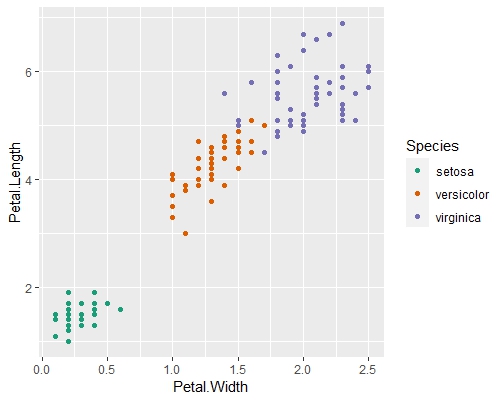 6
4
2
0.0 0.5 1.0 1.5 2.0 2.5
Petal.Width
Petal.Length
Species
setosa
versicolor
virginica